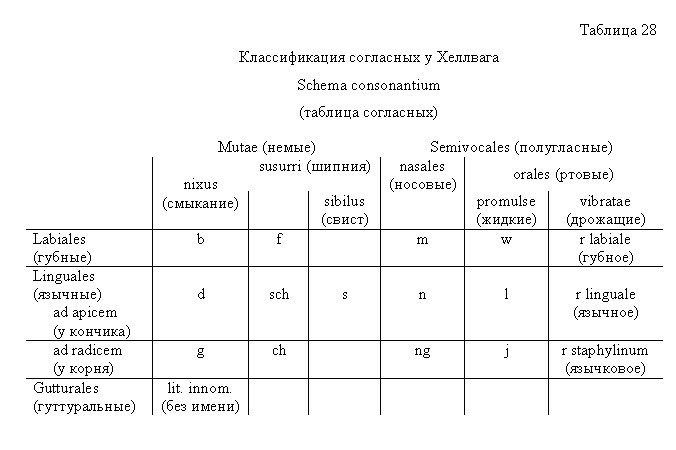 Таблица 28
Классификация согласных у Хеллвага
Schema consonantium
(таблица согласных)
Mutae (немые) Semivocales (полугласные)
susurri (шипния) nasales orales (ртовые)
nixus (носовые)
(смыкание) sibilus promulse vibratae
(свист) (жидкие) (дрожащие)
Labiales b f m w r labiale
(губные) (губное)
Linguales
(язычные) d sch s n l r linguale
ad apicem (язычное)
(у кончика)
ad radicem g ch ng j r staphylinum
(у корня) (язычковое)
Gutturales lit. innom.
(гуттуральные) (без имени)